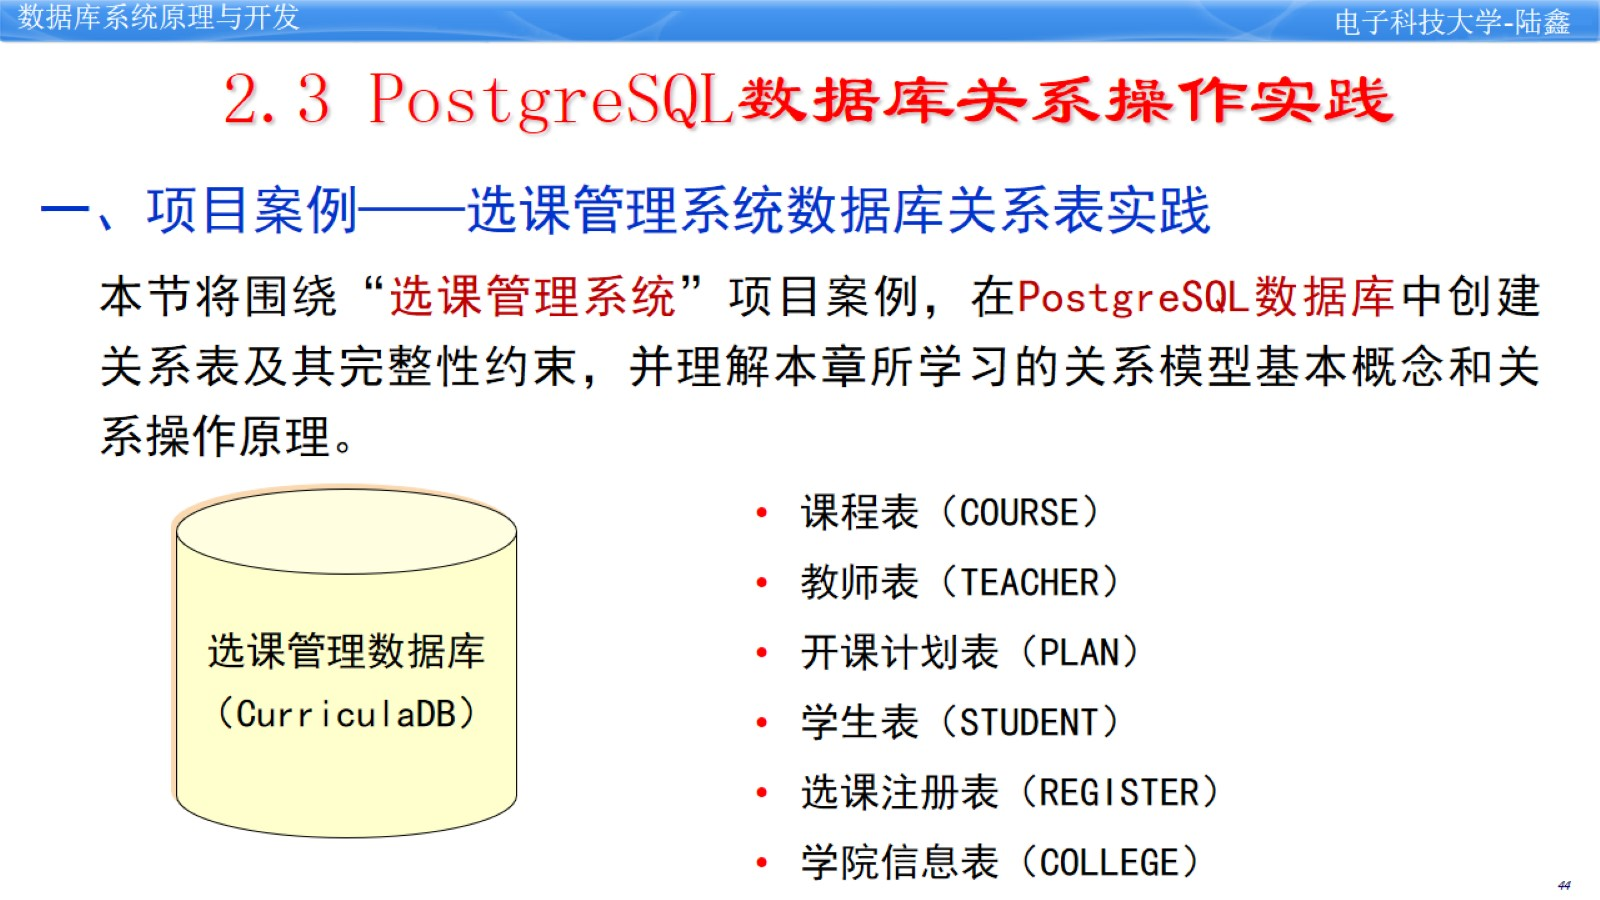 数据库系统原理与开发
电子科技大学-陆鑫
2.3 PostgreSQL数据库关系操作实践
一、项目案例——选课管理系统数据库关系表实践
本节将围绕“选课管理系统”项目案例，在PostgreSQL数据库中创建
关系表及其完整性约束，并理解本章所学习的关系模型基本概念和关
系操作原理。
选课管理数据库
（CurriculaDB）
• 课程表（COURSE）
• 教师表（TEACHER）
• 开课计划表（PLAN）
• 学生表（STUDENT）
• 选课注册表（REGISTER）
• 学院信息表（COLLEGE）
44